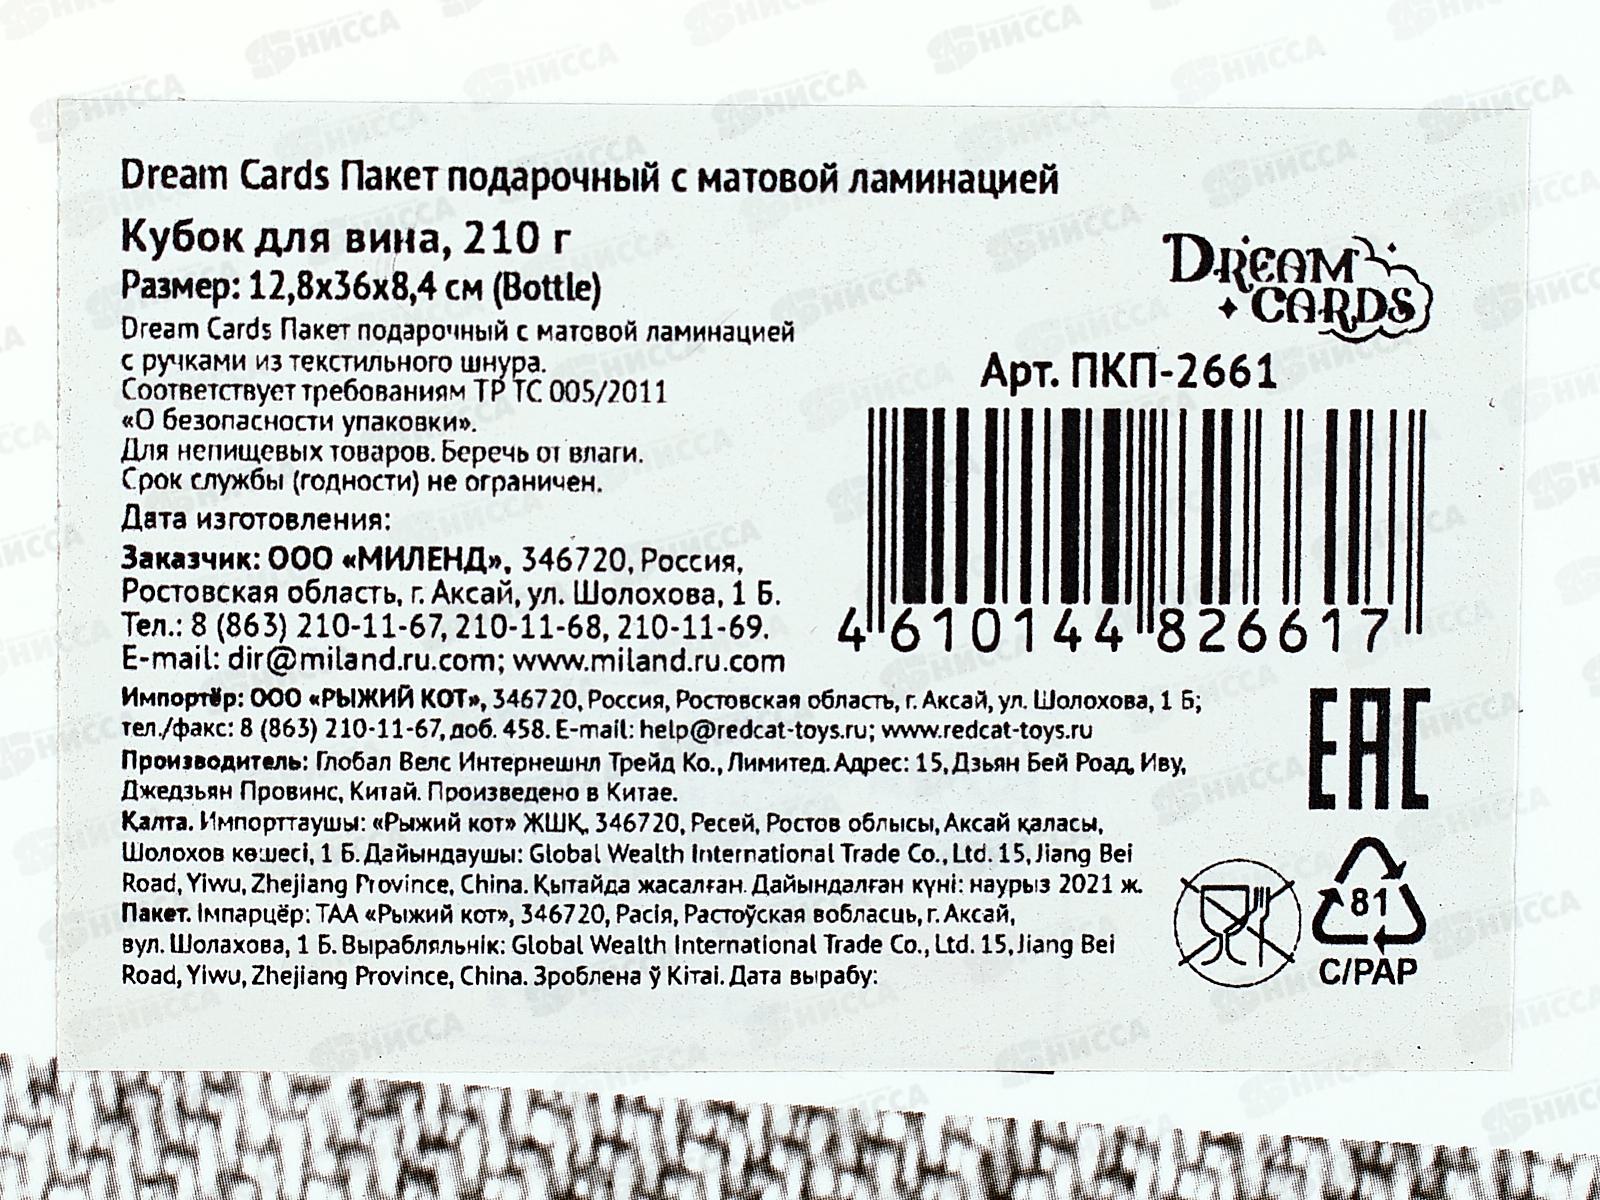 Dream Cards Пакет подарочный с матовой ламинацией
Кубок для вина, 210 г
Размер: 12,8х36х8,4 см (Bottle)
Dream Cards Пакет подарочный с матовой ламинацией
с ручками из текстильного шнура.
Соответствует требованиям ТР ТС 005/2011
«О безопасности упаковки».
Для непищевых товаров. Беречь от влаги.
Срок службы (годности) не ограничен.
Дата изготовления:
Заказчик: ООО «МИЛЕНД», 346720, Россия,
Ростовская область, г. Аксай, ул. Шолохова, 1 Б.
Тел.: 8 (863) 210-11-67, 210-11-68, 210-11-69.
E-mail: dir@miland.ru.com; www.miland.ru.com
DREAM
CARDS
Арт. ПКП-2661
4 610144 826617
Импортёр: ООО «РЫЖИЙ КОТ», 346720, Россия, Ростовская область, г. Аксай, ул. Шолохова, 1 Б;
тел./факс: 8 (863) 210-11-67, доб. 458. E-mail: help@redcat-toys.ru; www.redcat-toys.ru
Производитель: Глобал Велс Интернешнл Трейд Ко., Лимитед. Адрес: 15, Дзьян Бей Роад, Иву,
Джедзьян Провинс, Китай. Произведено в Китае.
Қалта. Импорттаушы: «Рыжий кот» ЖШҚ, 346720, Ресей, Ростов облысы, Аксай қаласы,
Шолохов көшесі, 1 Б. Дайындаушы: Global Wealth International Trade Co., Ltd. 15, Jiang Bei
Road, Yiwu, Zhejiang Province, China. Қытайда жасалған. Дайындалған күні: наурыз 2021 ж.
Пакет. Імпарцёр: ТАА «Рыжий кот», 346720, Расія, Растоўская вобласць, г. Аксай,
вул. Шолахова, 1 Б. Вырабляльнік: Global Wealth International Trade Co., Ltd. 15, Jiang Bei
Road, Yiwu, Zhejiang Province, China. Зроблена ў Кітаі. Дата вырабу:
EAC
81
C/PAP
НИССА